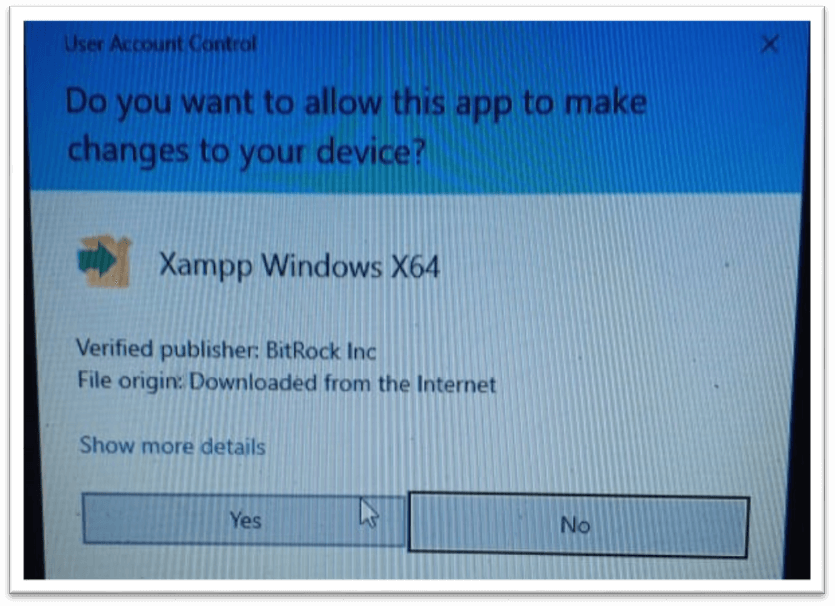 User Account Control
Do you want to allow this app to make
changes to your device?
Xampp Windows X64
Verified publisher: BitRock Inc
File origin: Downloaded from the Internet
Show more details
Yes
No